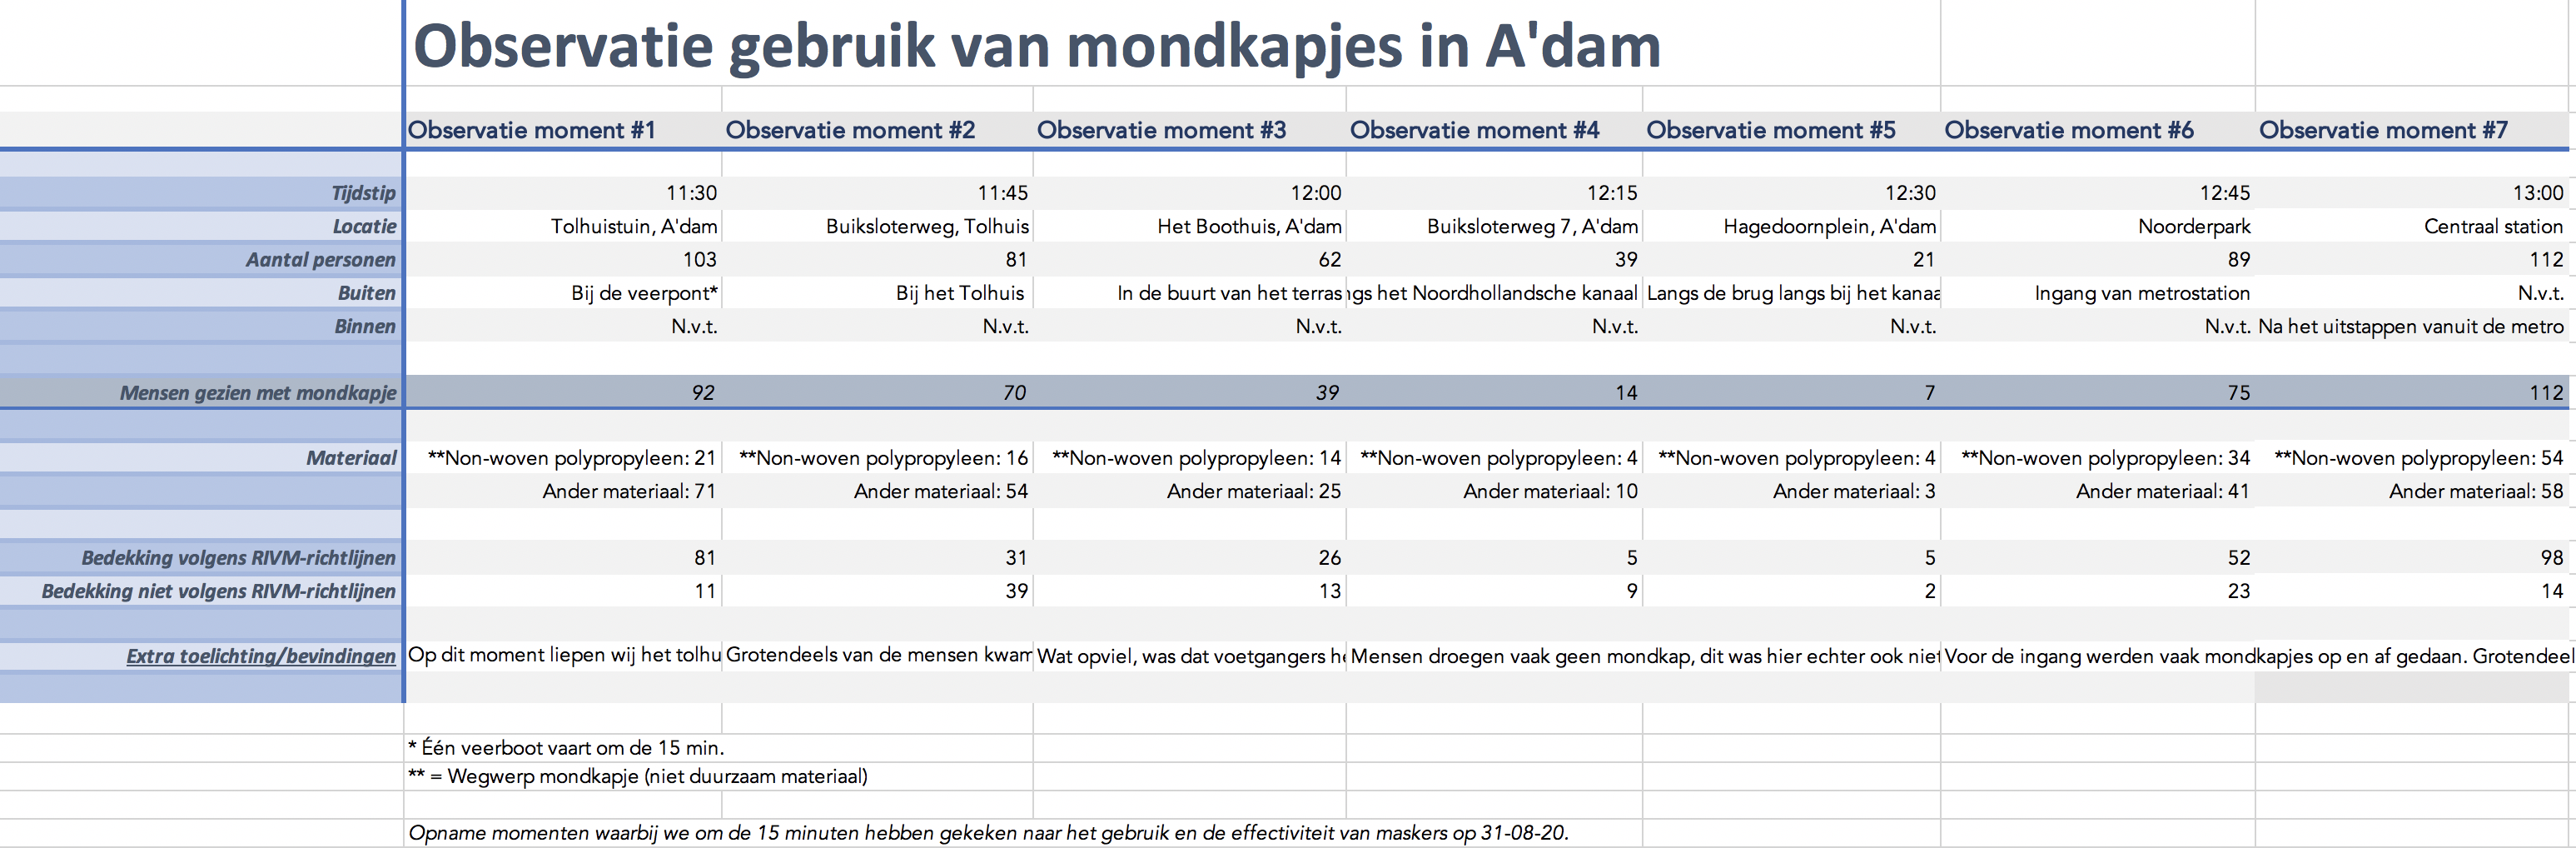 Observatie gebruik van mondkapjes in A'dam
Observatie moment #1 Observatie moment #2 Observatie moment #3 Observatie moment #4 Observatie moment #5 Observatie moment #6 Observatie moment #7
Tijdstip 11:30 11:45 12:00 12:15 12:30 12:45 13:00
Locatie Tolhuistuin, A'dam Buiksloterweg, Tolhuis Het Boothuis, A'dam Buiksloterweg 7, A'dam Hagedoornplein, A'dam Noorderpark Centraal station
Aantal personen 103 81 62 39 21 89 112
Buiten Bij de veerpont* Bij het Tolhuis In de buurt van het terras ngs het Noordhollandsche kanaal Langs de brug langs bij het kanaa Ingang van metrostation N.v.t.
Binnen N.v.t. N.v.t. N.v.t. N.v.t. N.v.t. N.v.t. Na het uitstappen vanuit de metro
Mensen gezien met mondkapje 92 70 39 14 7 75 112
Materiaal **Non-woven polypropyleen: 21 **Non-woven polypropyleen: 16 **Non-woven polypropyleen: 14 **Non-woven polypropyleen: 4 **Non-woven polypropyleen: 4 **Non-woven polypropyleen: 34 **Non-woven polypropyleen: 54
Ander materiaal: 71 Ander materiaal: 54 Ander materiaal: 25 Ander materiaal: 10 Ander materiaal: 3 Ander materiaal: 41 Ander materiaal: 58
Bedekking volgens RIVM-richtlijnen 81 31 26 5 5 52 98
Bedekking niet volgens RIVM-richtlijnen 11 39 13 9 2 23 14
Extra toelichting/bevindingen Op dit moment liepen wij het tolhu Grotendeels van de mensen kwam Wat opviel, was dat voetgangers he Mensen droegen vaak geen mondkap, dit was hier echter ook niet Voor de ingang werden vaak mondkapjes op en af gedaan. Grotendeel
* Één veerboot vaart om de 15 min.
** = Wegwerp mondkapje (niet duurzaam materiaal)
Opname momenten waarbij we om de 15 minuten hebben gekeken naar het gebruik en de effectiviteit van maskers op 31-08-20.